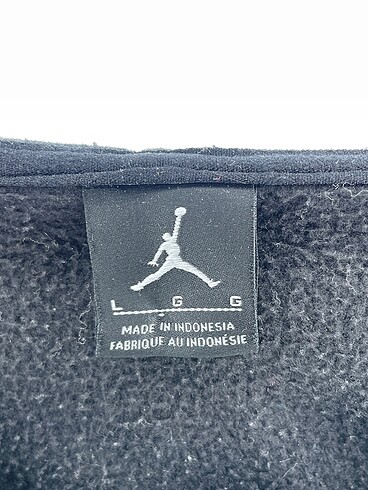 L G G
MADE IN INDONESIA
FABRIQUE AU INDONÉSIE